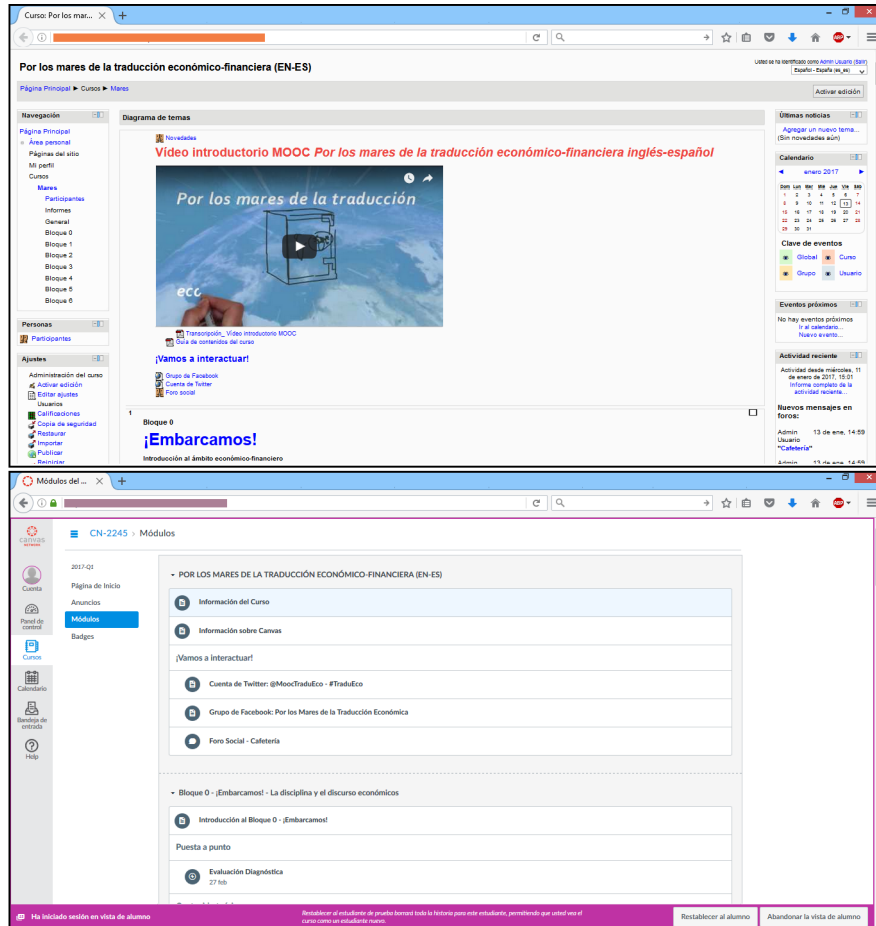 Curso: Por los mar...
ABP
Por los mares de la traducción económico-financiera (EN-ES)
Usted se ha identificado como Admin Usuario (Salir)
Español - España (es_es)
Página Principal ► Cursos ► Mares
Activar edición
Navegación
Página Principal
Área personal
Páginas del sitio
Mi perfil
Cursos
Mares
Participantes
Informes
General
Bloque 0
Bloque 1
Bloque 2
Bloque 3
Bloque 4
Bloque 5
Bloque 6
Personas
Participantes
Ajustes
Administración del curso
Activar edición
Editar ajustes
Usuarios
Calificaciones
Copia de seguridad
Restaurar
Importar
Publicar
Reiniciar
Diagrama de temas
Novedades
Vídeo introductorio MOOC Por los mares de la traducción económico-financiera inglés-español
Por los mares de la traducción
eco
Transcripción_ Vídeo introductorio MOOC
Guía de contenidos del curso
¡Vamos a interactuar!
Grupo de Facebook
Cuenta de Twitter
Foro social
1
Bloque 0
¡Embarcamos!
Introducción al ámbito económico-financiero
Últimas noticias
Agregar un nuevo tema...
(Sin novedades aún)
Calendario
enero 2017
Dom Lun Mar Mié Jue Vie Sáb
1 2 3 4 5 6 7
8 9 10 11 12 13 14
15 16 17 18 19 20 21
22 23 24 25 26 27 28
29 30 31
Clave de eventos
Global Curso
Grupo Usuario
Eventos próximos
No hay eventos próximos
Ir al calendario...
Nuevo evento...
Actividad reciente
Actividad desde miércoles, 11
de enero de 2017, 15:01
Informe completo de la
actividad reciente...
Nuevos mensajes en
foros:
Admin 13 de ene, 14:59
Usuario
"Cafetería"
Admin 13 de ene, 14:59
Módulos del ...
canvas
NETWORK
Cuenta
Panel de
control
Cursos
Calendario
Bandeja de
entrada
Help
CN-2245 › Módulos
2017-Q1
Página de Inicio
Anuncios
Módulos
Badges
POR LOS MARES DE LA TRADUCCIÓN ECONÓMICO-FINANCIERA (EN-ES)
Información del Curso
Información sobre Canvas
¡Vamos a interactuar!
Cuenta de Twitter: @MoocTraduEco - #TraduEco
Grupo de Facebook: Por los Mares de la Traducción Económica
Foro Social - Cafetería
Bloque 0 - ¡Embarcamos! - La disciplina y el discurso económicos
Introducción al Bloque 0 - ¡Embarcamos!
Puesta a punto
Evaluación Diagnóstica
27 feb
Ha iniciado sesión en vista de alumno
Restablecer al estudiante de prueba borrará toda la historia para este estudiante, permitiendo que usted vea el
curso como un estudiante nuevo.
Restablecer al alumno
Abandonar la vista de alumno